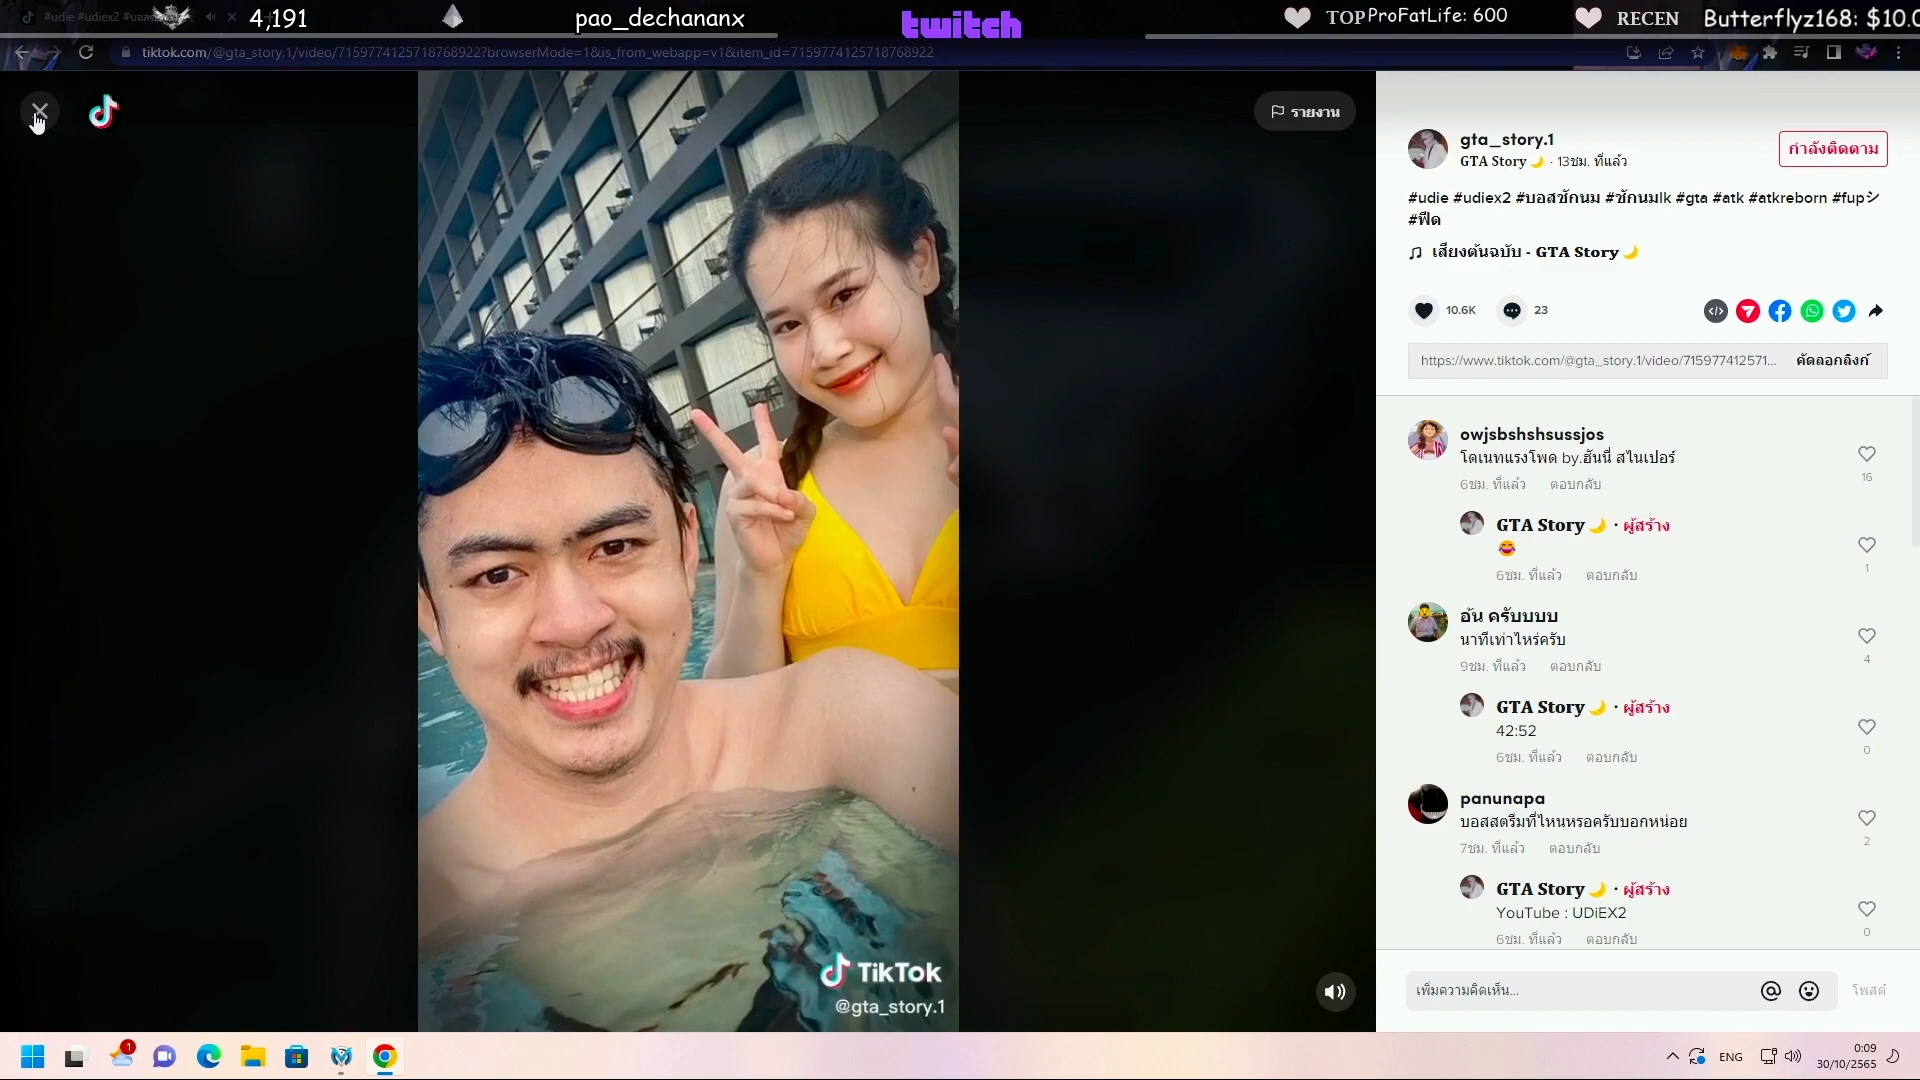 #udie #udiex2
4,191
pao_dechananx
twitch
TOP ProFatLife: 600
RECEN Butterflyz168: $10.0
tiktok.com/@gta_story.1/video/7159774125718768922?browserMode=1&is_from_webapp=v1&item_id=7159774125718768922
รายงาน
gta_story.1
GTA Story 🌙 · 13ชม. ที่แล้ว
กำลังติดตาม
#udie #udiex2 #บอสชักนม #ชักนมlk #gta #atk #atkreborn #fupシ
#ฟีด
เสียงต้นฉบับ - GTA Story 🌙
10.6K
23
https://www.tiktok.com/@gta_story.1/video/715977412571...
คัดลอกลิงก์
owjsbshshsussjos
โดเนทแรงโพด by.ฮันนี่ สไนเปอร์
6ชม. ที่แล้ว ตอบกลับ
16
GTA Story 🌙 · ผู้สร้าง
😂
6ชม. ที่แล้ว ตอบกลับ
1
อ้น ครับบบบ
นาทีเท่าไหร่ครับ
9ชม. ที่แล้ว ตอบกลับ
4
GTA Story 🌙 · ผู้สร้าง
42:52
6ชม. ที่แล้ว ตอบกลับ
0
panunapa
บอสสตรีมที่ไหนหรอครับบอกหน่อย
7ชม. ที่แล้ว ตอบกลับ
2
GTA Story 🌙 · ผู้สร้าง
YouTube : UDiEX2
6ชม. ที่แล้ว ตอบกลับ
0
TikTok
@gta_story.1
เพิ่มความคิดเห็น...
โพสต์
1
ENG
0:09
30/10/2565